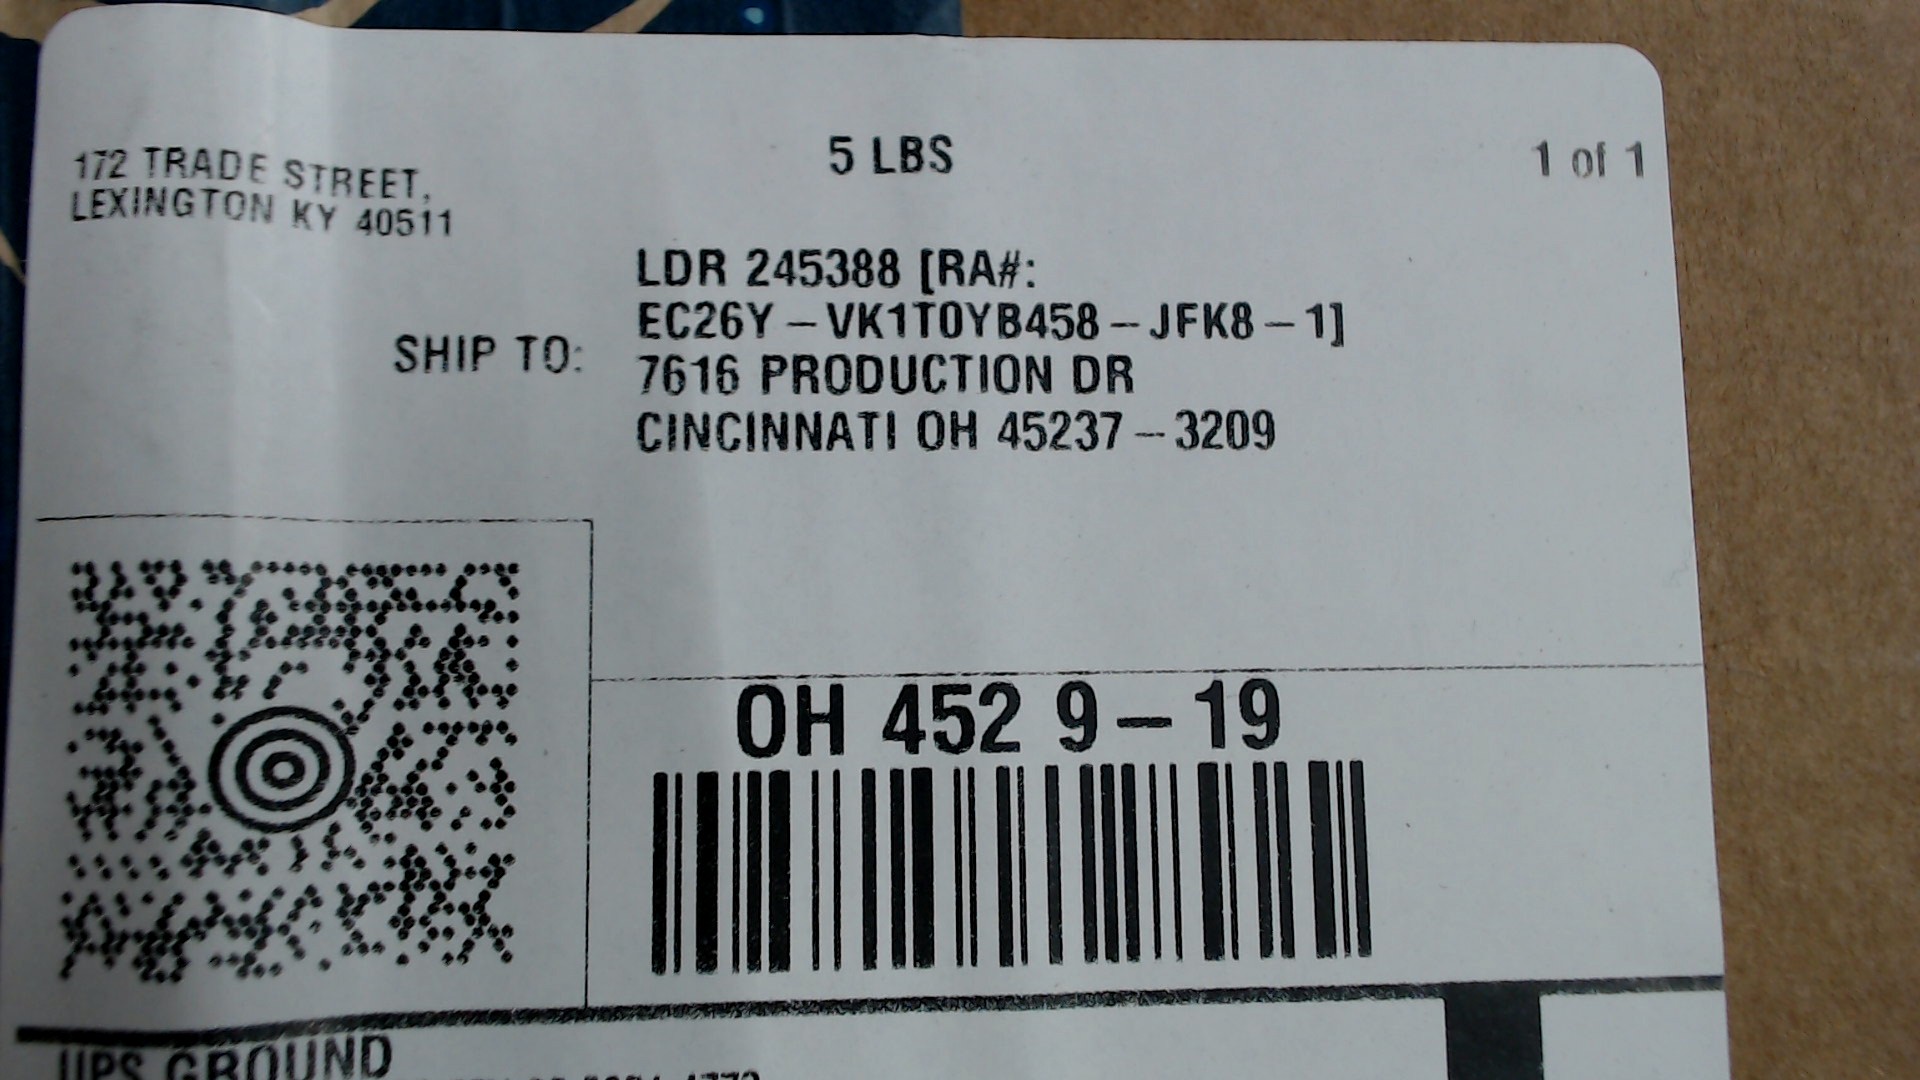 172 TRADE STREET,
LEXINGTON KY 40511
5 LBS
1 of 1
SHIP TO:
LDR 245388 [RA#:
EC26Y-VK1T0YB458-JFK8-1]
7616 PRODUCTION DR
CINCINNATI OH 45237-3209
OH 452 9-19
UPS GROUND